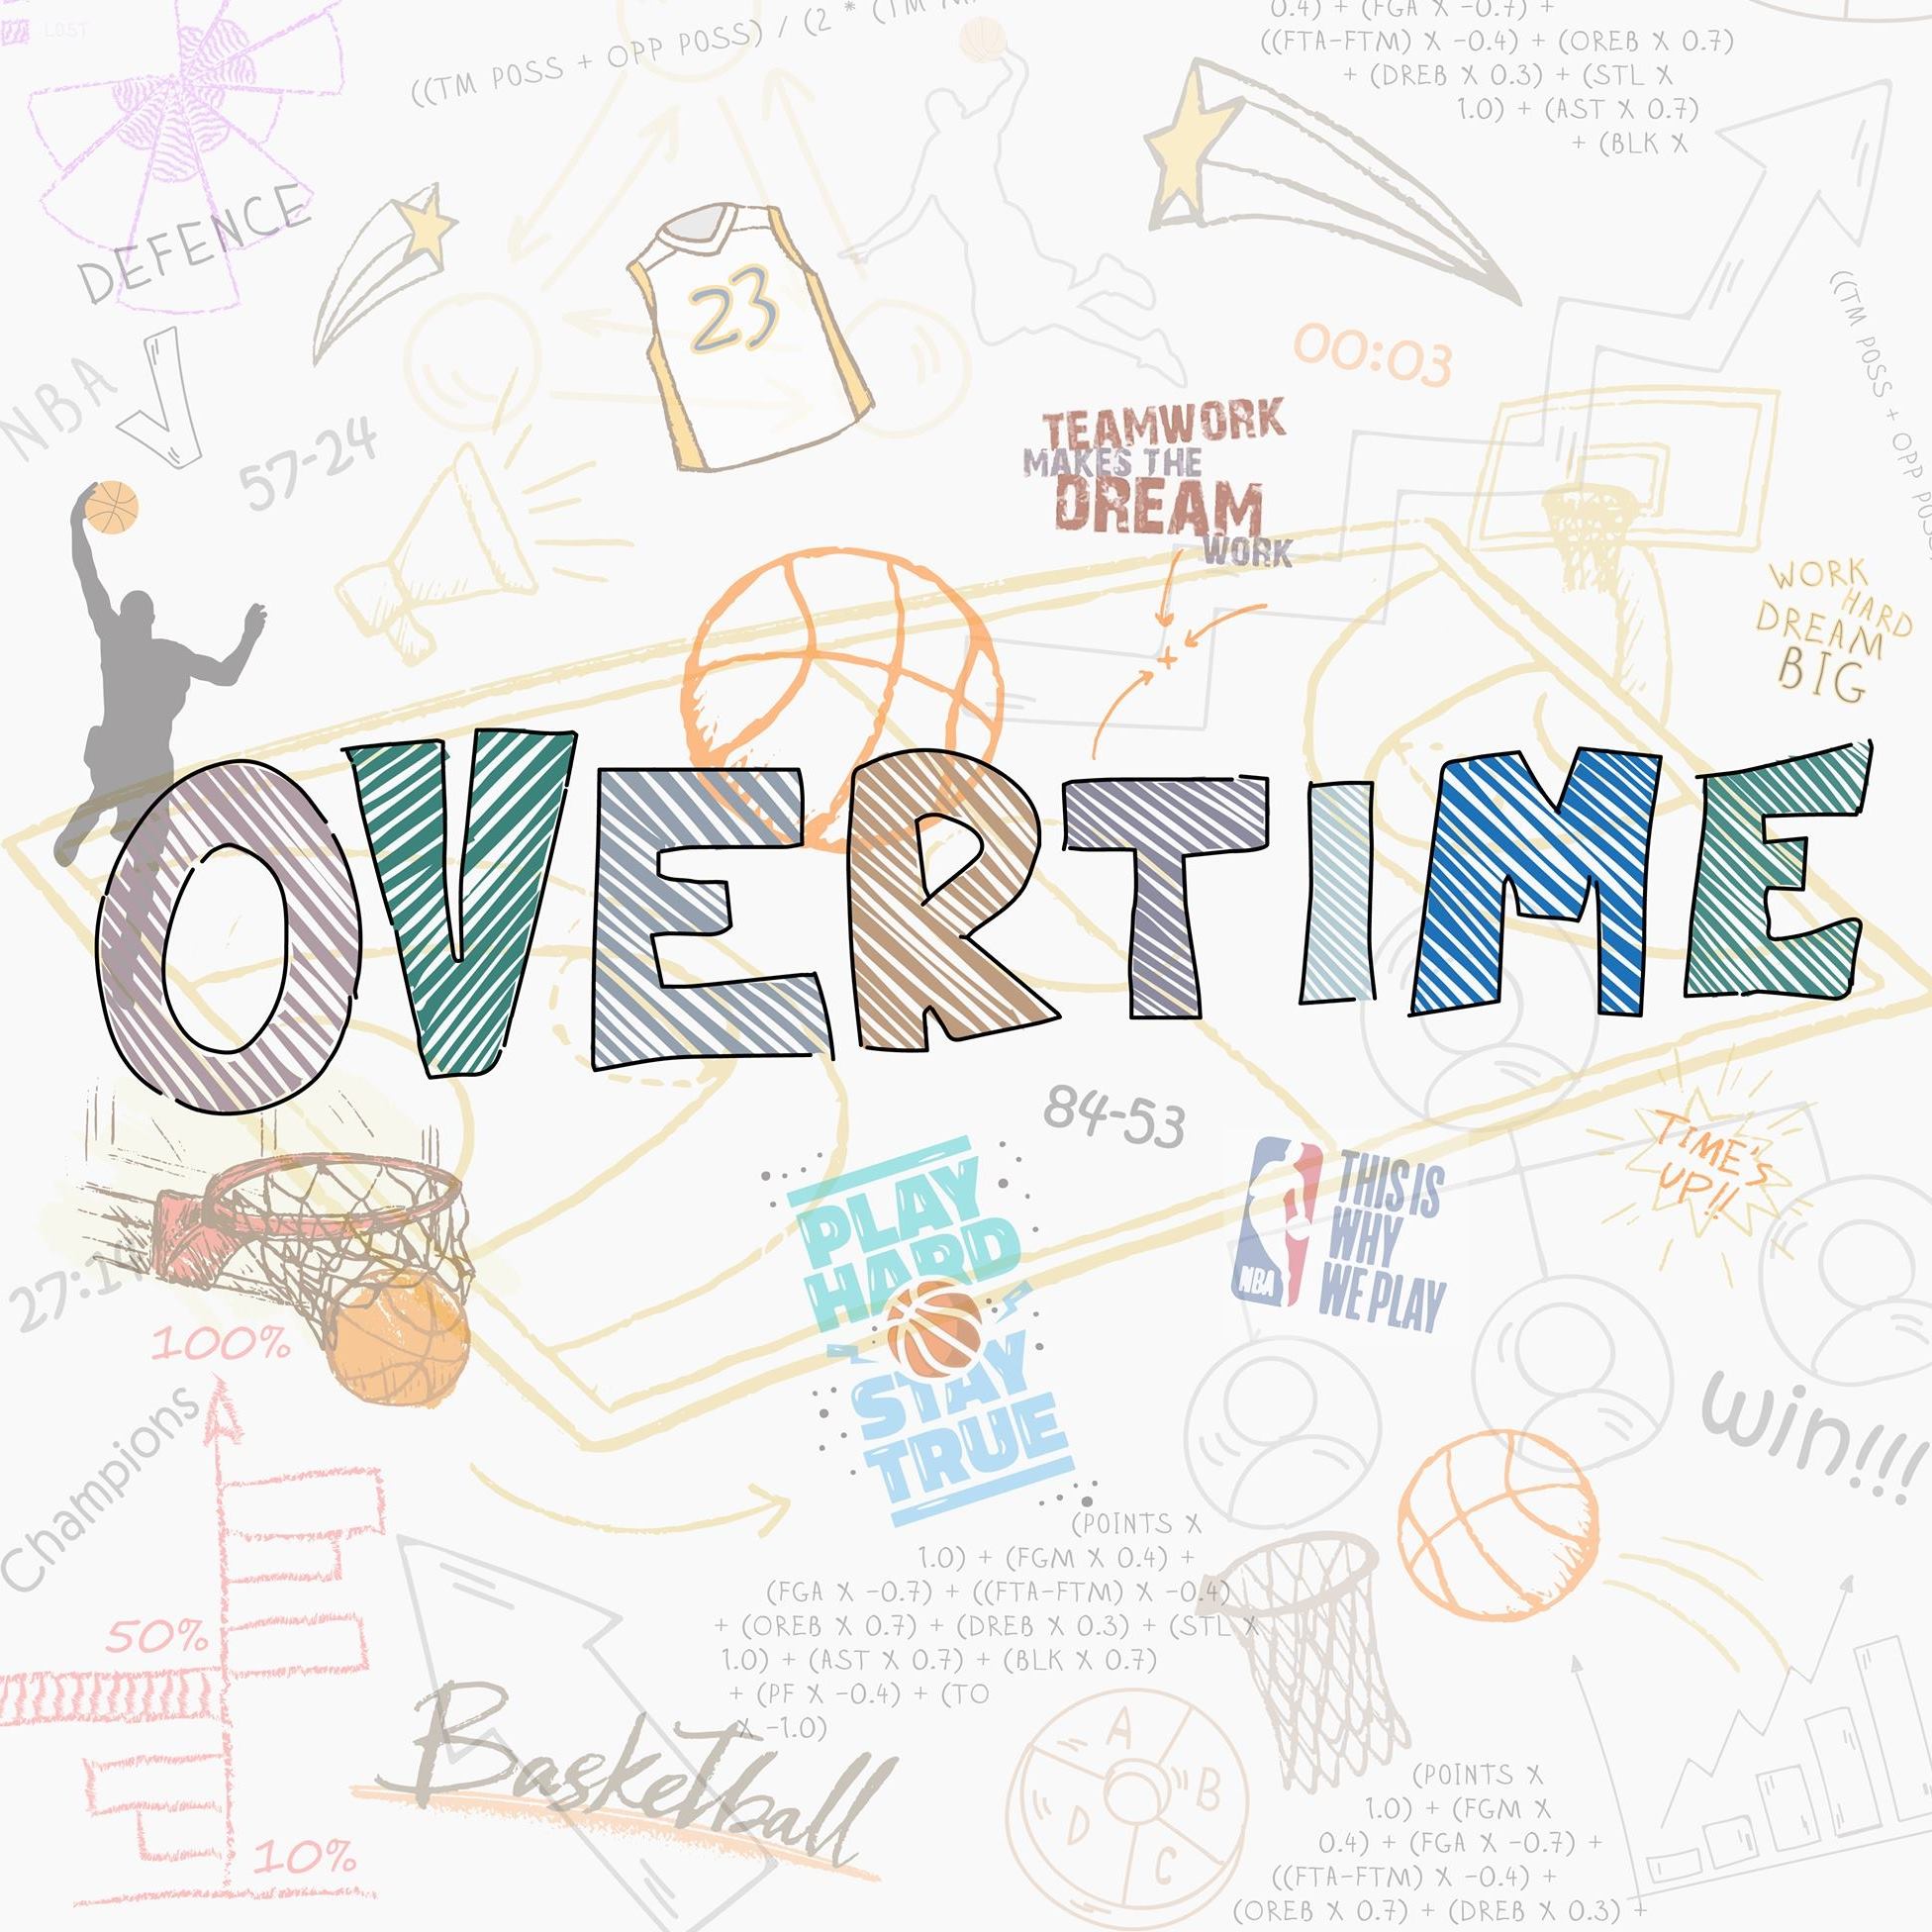 LOST
((TM POSS + OPP POSS) / (2 * (TM
0.4) + (FGA X -0.7) +
((FTA-FTM) X -0.4) + (OREB X 0.7)
+ (DREB X 0.3) + (STL X
1.0) + (AST X 0.7)
+ (BLK X
DEFENCE
23
((TM POSS + OPP
00:03
NBA
57-24
TEAMWORK
MAKES THE
DREAM
WORK
WORK
HARD
DREAM
BIG
OVERTIME
84-53
TIME'S
UP!!
PLAY
HARD
STAY
TRUE
NBA
THIS IS
WHY
WE PLAY
100%
Champions
win!!!
50%
10%
(POINTS X
1.0) + (FGM X 0.4) +
(FGA X -0.7) + ((FTA-FTM) X -0.4)
+ (OREB X 0.7) + (DREB X 0.3) + (STL X
1.0) + (AST X 0.7) + (BLK X 0.7)
+ (PF X -0.4) + (TO
X -1.0)
BaskeTball
A
B
D
C
(POINTS X
1.0) + (FGM X
0.4) + (FGA X -0.7) +
((FTA-FTM) X -0.4) +
(OREB X 0.7) + (DREB X 0.3) +